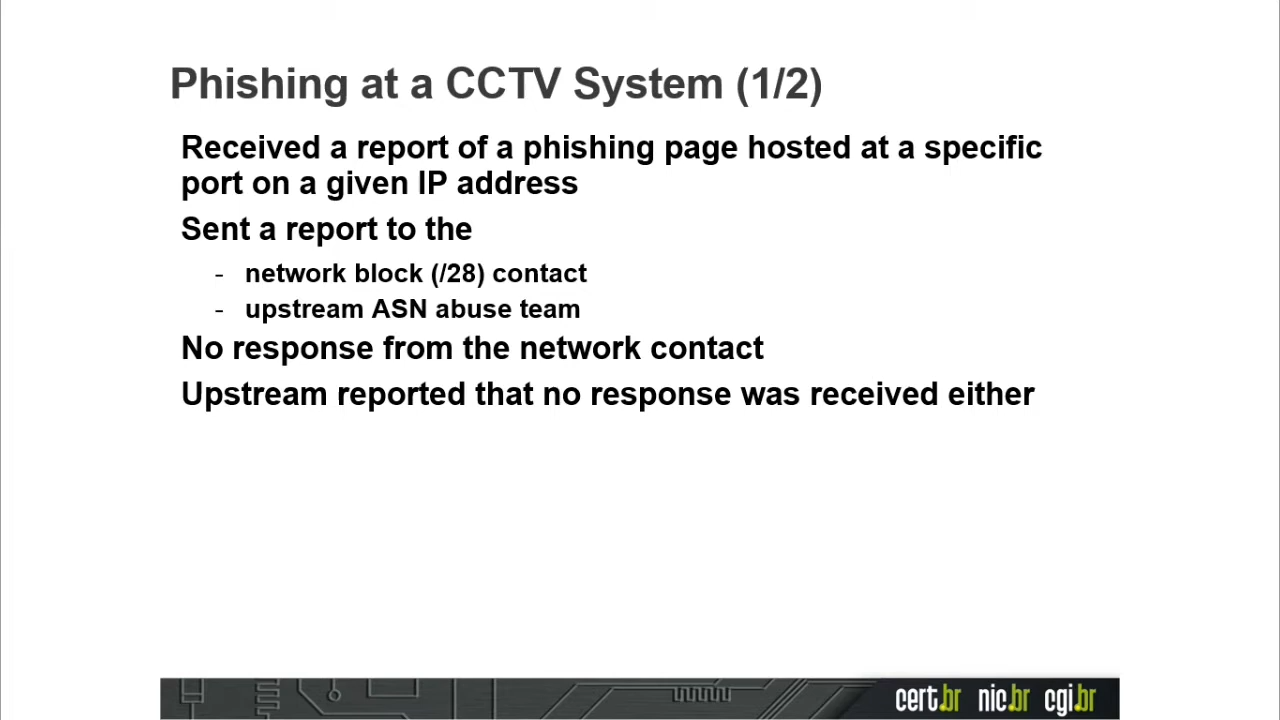 Phishing at a CCTV System (1/2)
Received a report of a phishing page hosted at a specific
port on a given IP address
Sent a report to the
- network block (/28) contact
- upstream ASN abuse team
No response from the network contact
Upstream reported that no response was received either
cert.br nic.br cgi.br